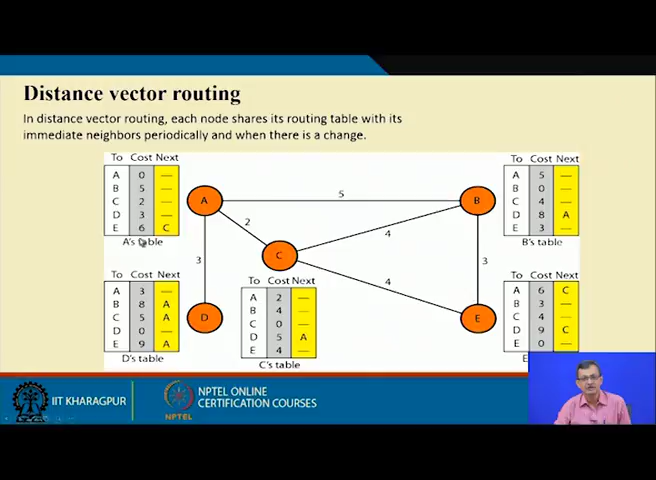 Distance vector routing
In distance vector routing, each node shares its routing table with its
immediate neighbors periodically and when there is a change.
To Cost Next
A 0 —
B 5 —
C 2 —
D 3 —
E 6 C
A's table
To Cost Next
A 5 —
B 0 —
C 4 —
D 8 A
E 3 —
B's table
A
B
C
D
E
5
2
4
3
4
3
To Cost Next
A 3 —
B 8 A
C 5 A
D 0 —
E 9 A
D's table
To Cost Next
A 2 —
B 4 —
C 0 —
D 5 A
E 4 —
C's table
To Cost Next
A 6 C
B 3 —
C 4 —
D 9 C
E 0 —
IIT KHARAGPUR
NPTEL
NPTEL ONLINE
CERTIFICATION COURSES